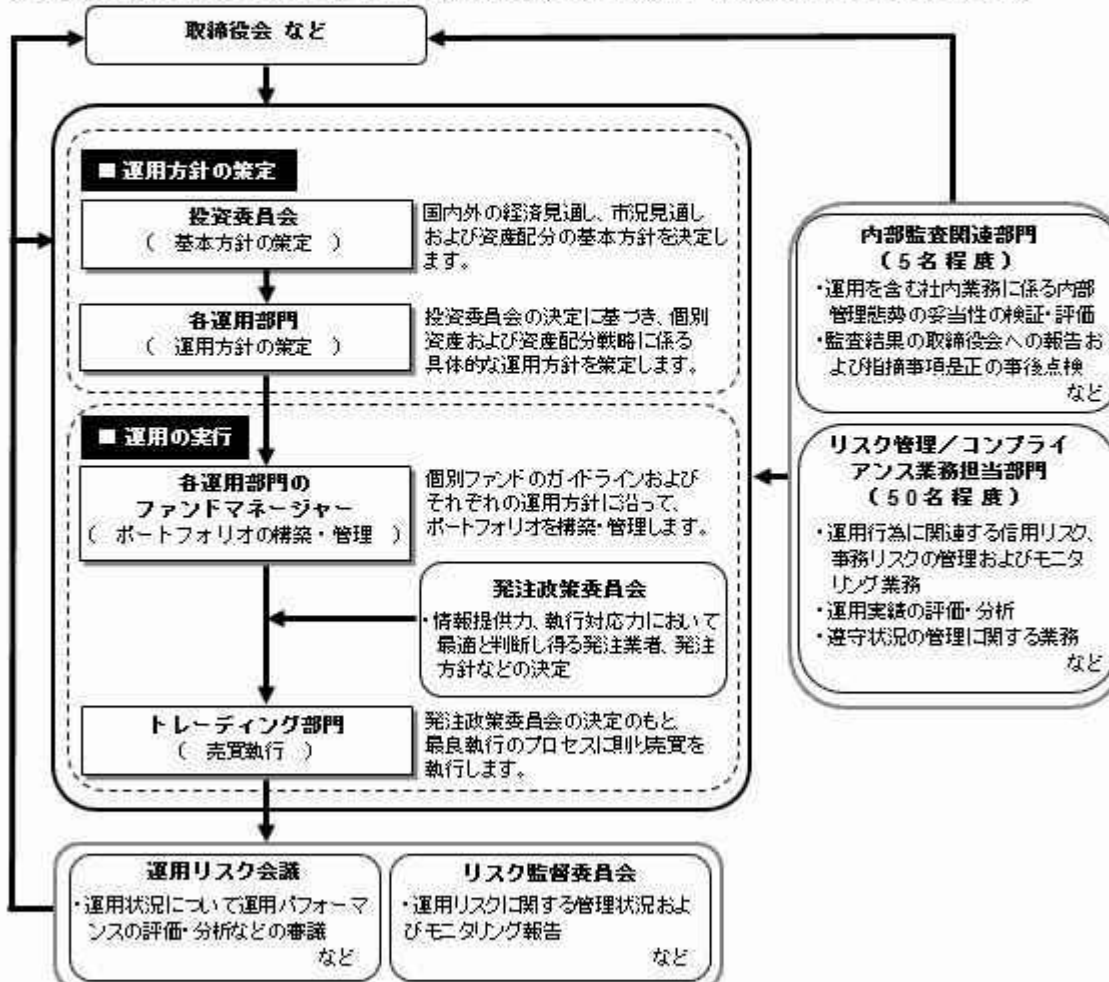 取締役会 など
■ 運用方針の策定
投資委員会
( 基本方針の策定 )
国内外の経済見通し、市況見通し
および資産配分の基本方針を決定し
ます。
各運用部門
( 運用方針の策定 )
投資委員会の決定に基づき、個別
資産および資産配分戦略に係る
具体的な運用方針を策定します。
■ 運用の実行
各運用部門の
ファンドマネージャー
( ポートフォリオの構築・管理 )
個別ファンドのガイドラインおよび
それぞれの運用方針に沿って、
ポートフォリオを構築・管理します。
発注政策委員会
・情報提供力、執行対応力において
最適と判断し得る発注業者、発注
方針などの決定
トレーディング部門
( 売買執行 )
発注政策委員会の決定のもと
最良執行のプロセスに則り売買を
執行します。
内部監査関連部門
(5名程度)
・運用を含む社内業務に係る内部
管理態勢の妥当性の検証・評価
・監査結果の取締役会への報告お
よび指摘事項是正の事後点検
など
リスク管理/コンプライ
アンス業務担当部門
(50名程度)
・運用行為に関連する信用リスク、
事務リスクの管理およびモニタ
リング業務
・運用実績の評価・分析
・遵守状況の管理に関する業務
など
運用リスク会議
・運用状況について運用パフォーマ
ンスの評価・分析などの審議
など
リスク監督委員会
・運用リスクに関する管理状況およ
びモニタリング報告
など